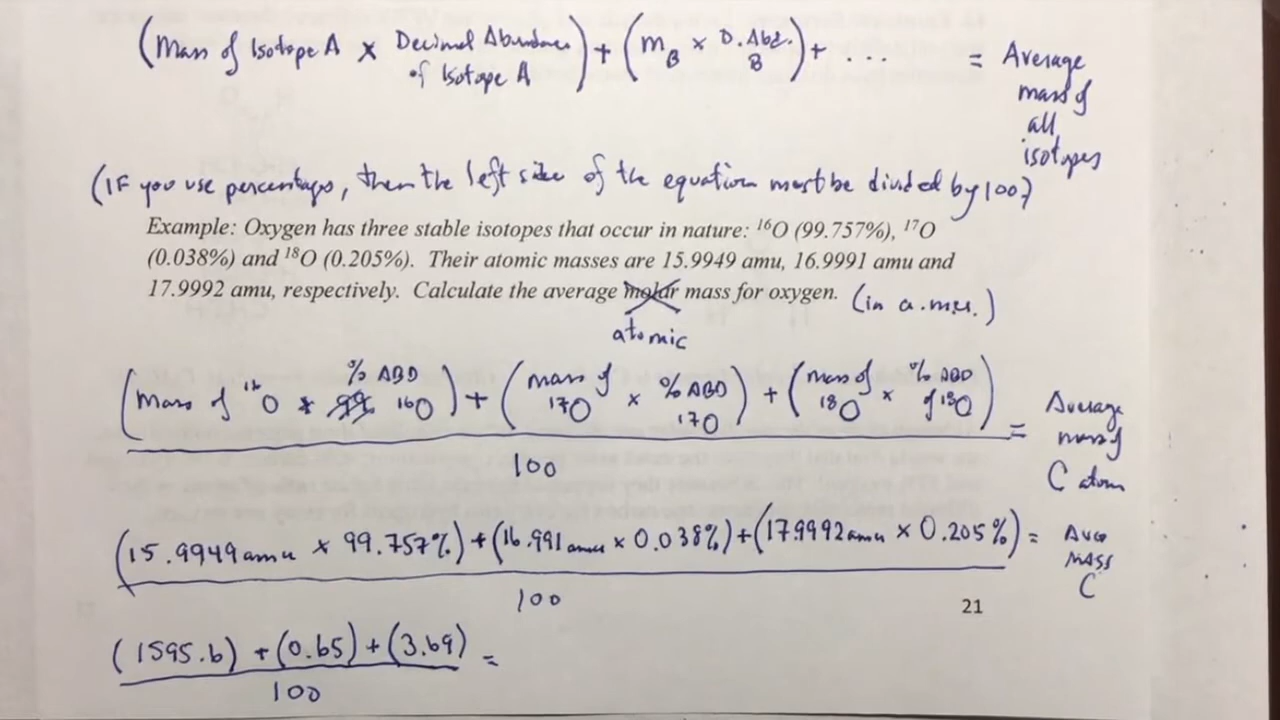 (Mass of Isotope A X Decimal Abundance of Isotope A) + (m_B x D. Abd. B) + ... = Average mass of all isotopes
(IF you use percentages, then the left side of the equation must be divided by 100)
Example: Oxygen has three stable isotopes that occur in nature: ¹⁶O (99.757%), ¹⁷O
(0.038%) and ¹⁸O (0.205%). Their atomic masses are 15.9949 amu, 16.9991 amu and
17.9992 amu, respectively. Calculate the average molar mass for oxygen. (in a.m.u.)
atomic
(Mass of ¹⁶O x % ABD ¹⁶O) + (mass of ¹⁷O x % ABD ¹⁷O) + (mass of ¹⁸O x % ABD of ¹⁸O) = Average mass of C atom
100
(15.9949 amu x 99.757%) + (16.991 amu x 0.038%) + (17.9992 amu x 0.205%) = Ave MASS C
100
21
(1595.6) + (0.65) + (3.69) =
100